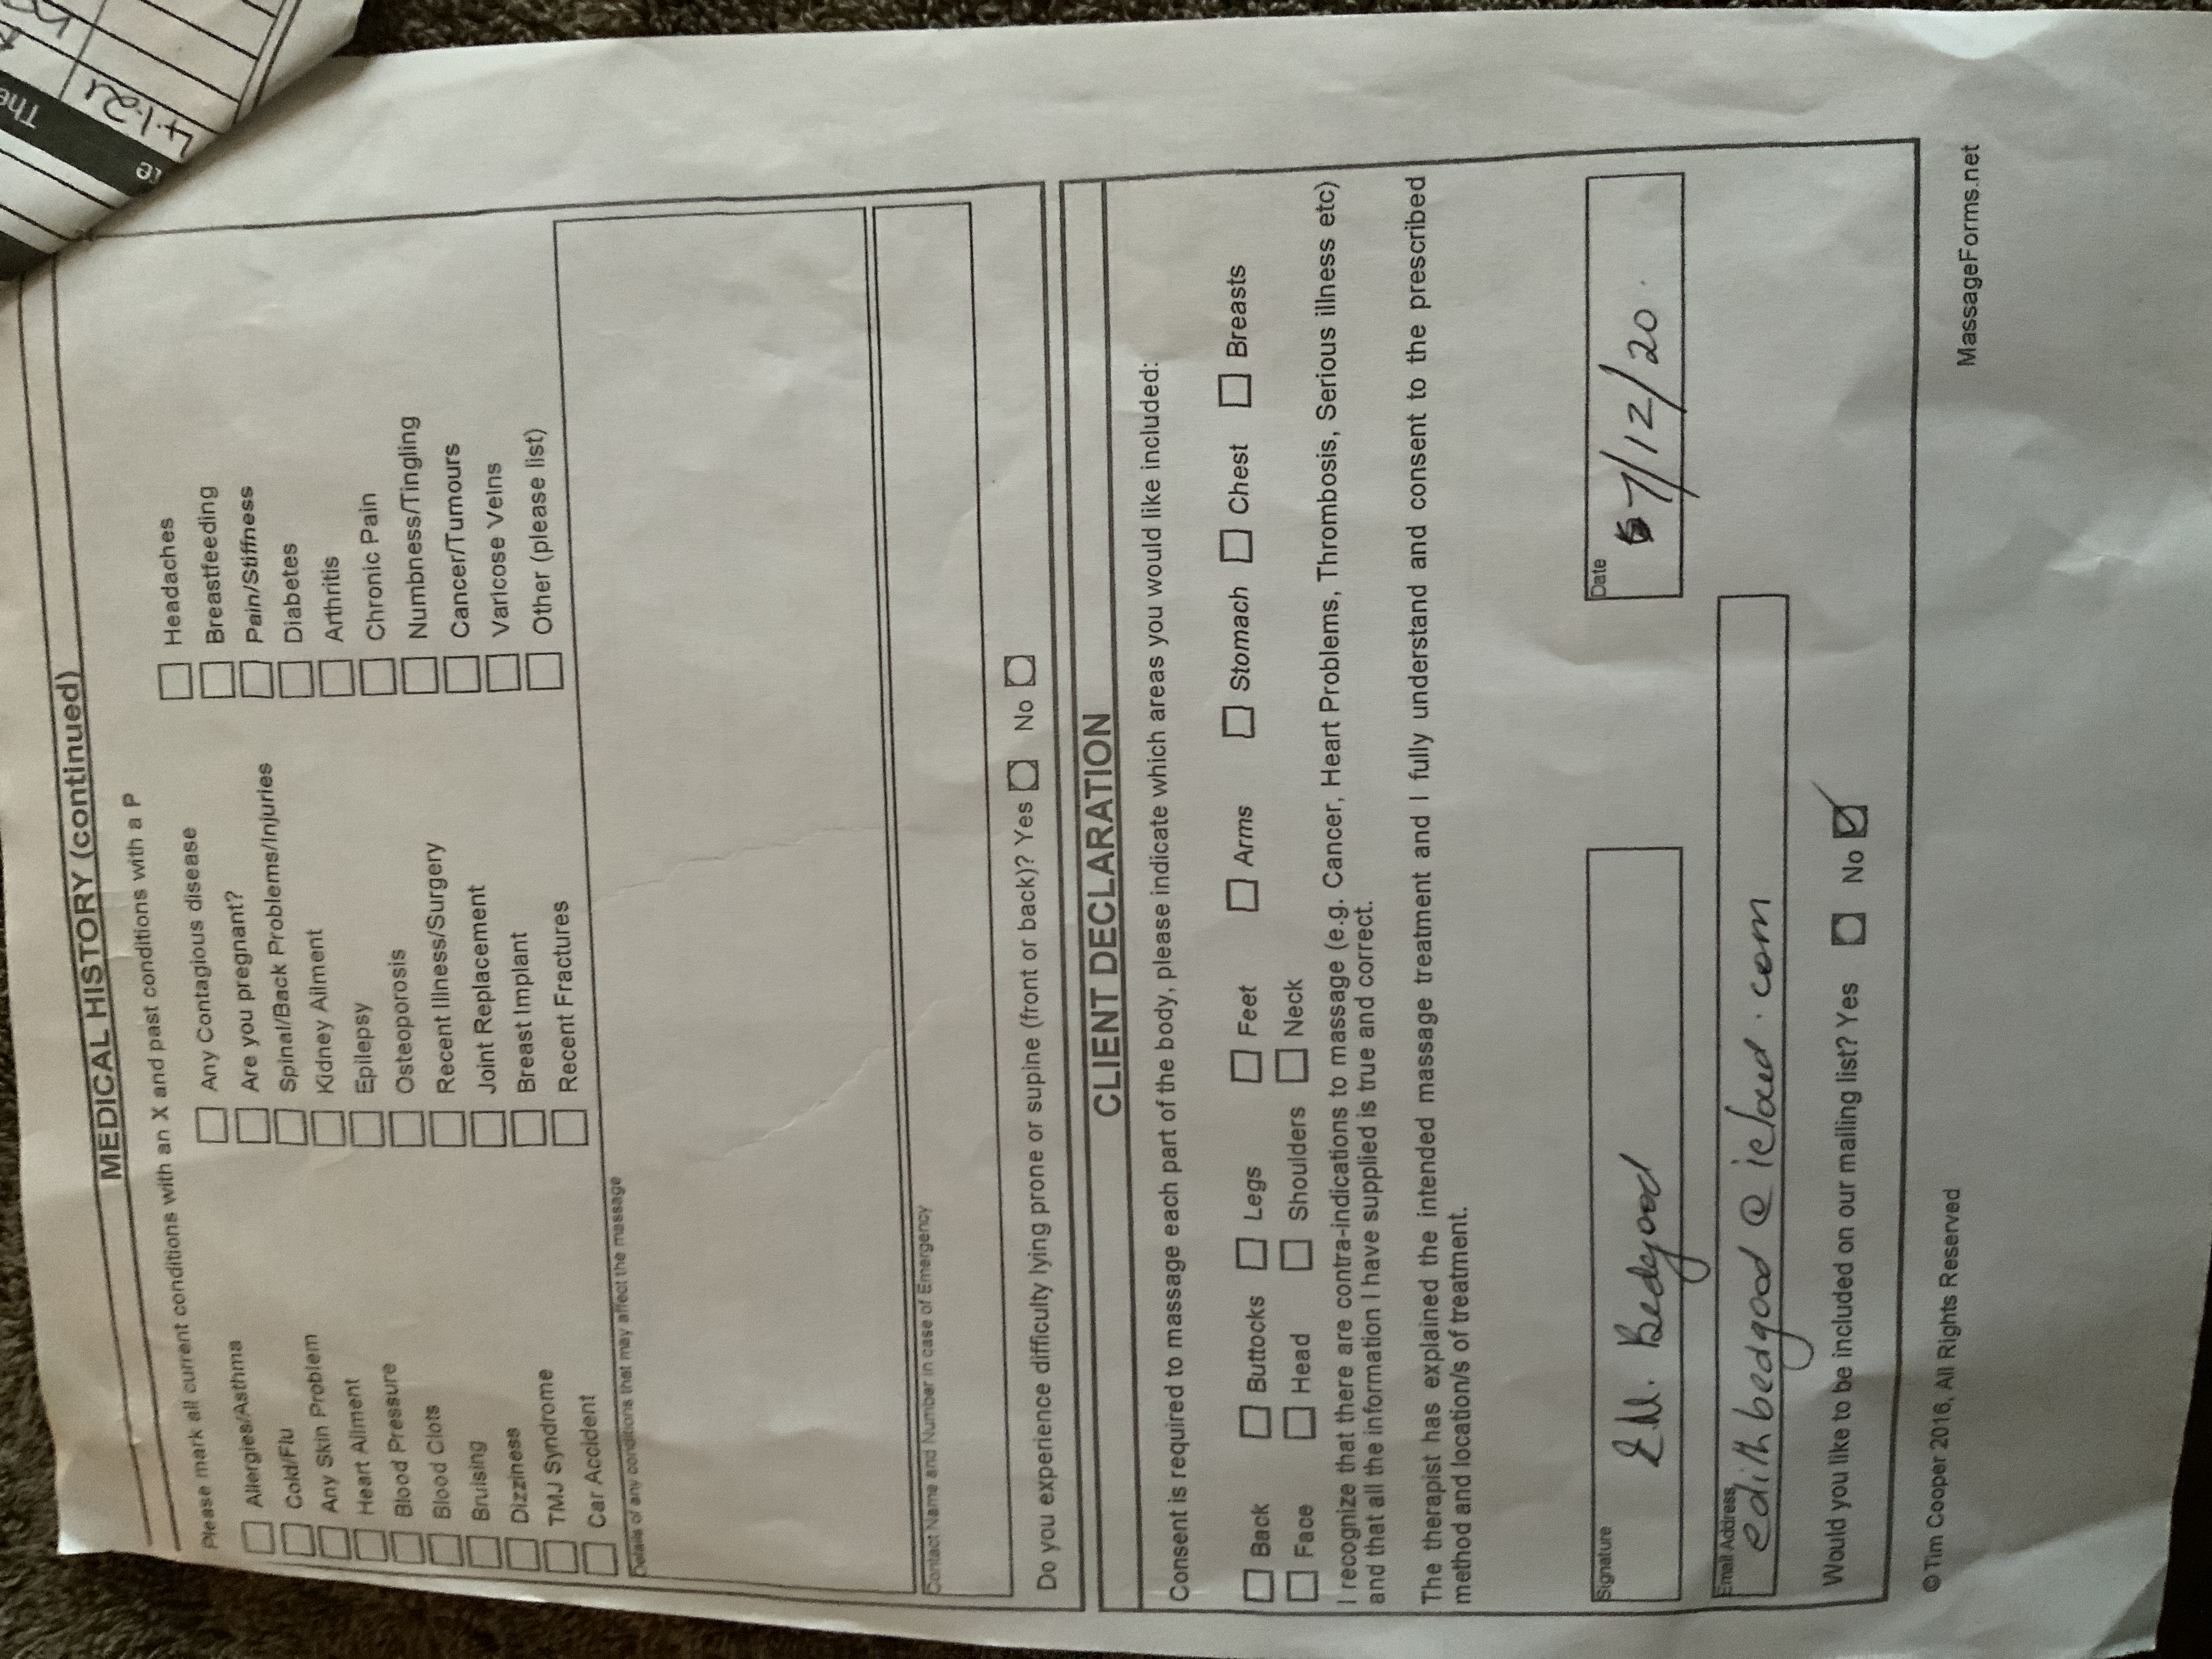 MEDICAL HISTORY (continued)
Please mark all current conditions with an X and past conditions with a P
Allergies/Asthma
Cold/Flu
Any Skin Problem
Heart Ailment
Blood Pressure
Blood Clots
Bruising
Dizziness
TMJ Syndrome
Car Accident
Any Contagious disease
Are you pregnant?
Spinal/Back Problems/Injuries
Kidney Ailment
Epilepsy
Osteoporosis
Recent Illness/Surgery
Joint Replacement
Breast Implant
Recent Fractures
Headaches
Breastfeeding
Pain/Stiffness
Diabetes
Arthritis
Chronic Pain
Numbness/Tingling
Cancer/Tumours
Varicose Veins
Other (please list)
Details of any conditions that may affect the massage
Contact Name and Number in case of Emergency
Do you experience difficulty lying prone or supine (front or back)? Yes No
CLIENT DECLARATION
Consent is required to massage each part of the body, please indicate which areas you would like included:
Back Buttocks Legs Feet Arms Stomach Chest Breasts
Face Head Shoulders Neck
I recognize that there are contra-indications to massage (e.g. Cancer, Heart Problems, Thrombosis, Serious illness etc)
and that all the information I have supplied is true and correct.
The therapist has explained the intended massage treatment and I fully understand and consent to the prescribed
method and location/s of treatment.
Signature
E.M. Bedgood
Date
7/12/20.
Email Address
edithbedgood@icloud.com
Would you like to be included on our mailing list? Yes No
©Tim Cooper 2016, All Rights Reserved
MassageForms.net
The
re
4.1.21